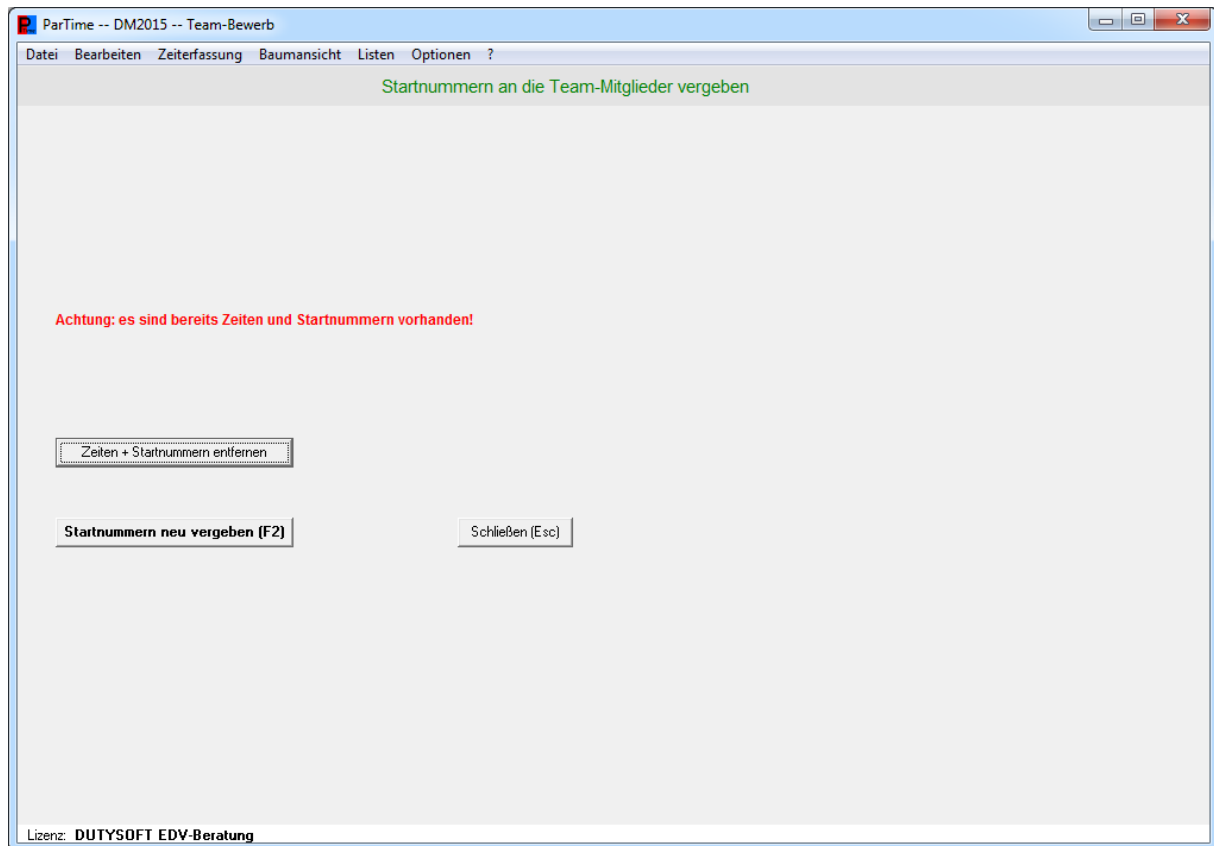 ParTime -- DM2015 -- Team-Bewerb
Datei Bearbeiten Zeiterfassung Baumansicht Listen Optionen ?
Startnummern an die Team-Mitglieder vergeben
Achtung: es sind bereits Zeiten und Startnummern vorhanden!
Zeiten + Startnummern entfernen
Startnummern neu vergeben (F2) Schließen (Esc)
Lizenz: DUTYSOFT EDV-Beratung